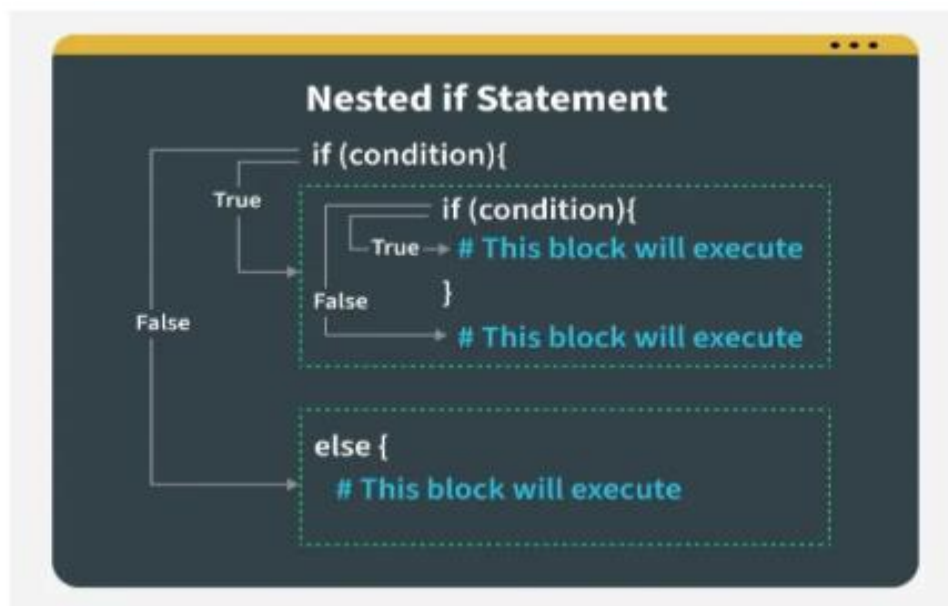 Nested if Statement
if (condition){
True
if (condition){
True # This block will execute
False }
False
# This block will execute
else {
# This block will execute